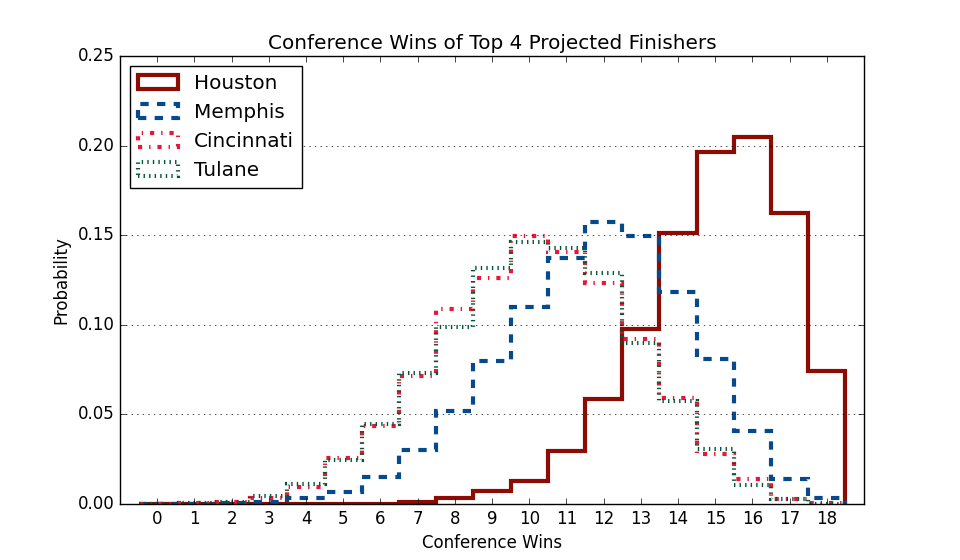 Conference Wins of Top 4 Projected Finishers
0.25
0.20
0.15
0.10
0.05
0.00
Probability
Houston
Memphis
Cincinnati
Tulane
0 1 2 3 4 5 6 7 8 9 10 11 12 13 14 15 16 17 18
Conference Wins